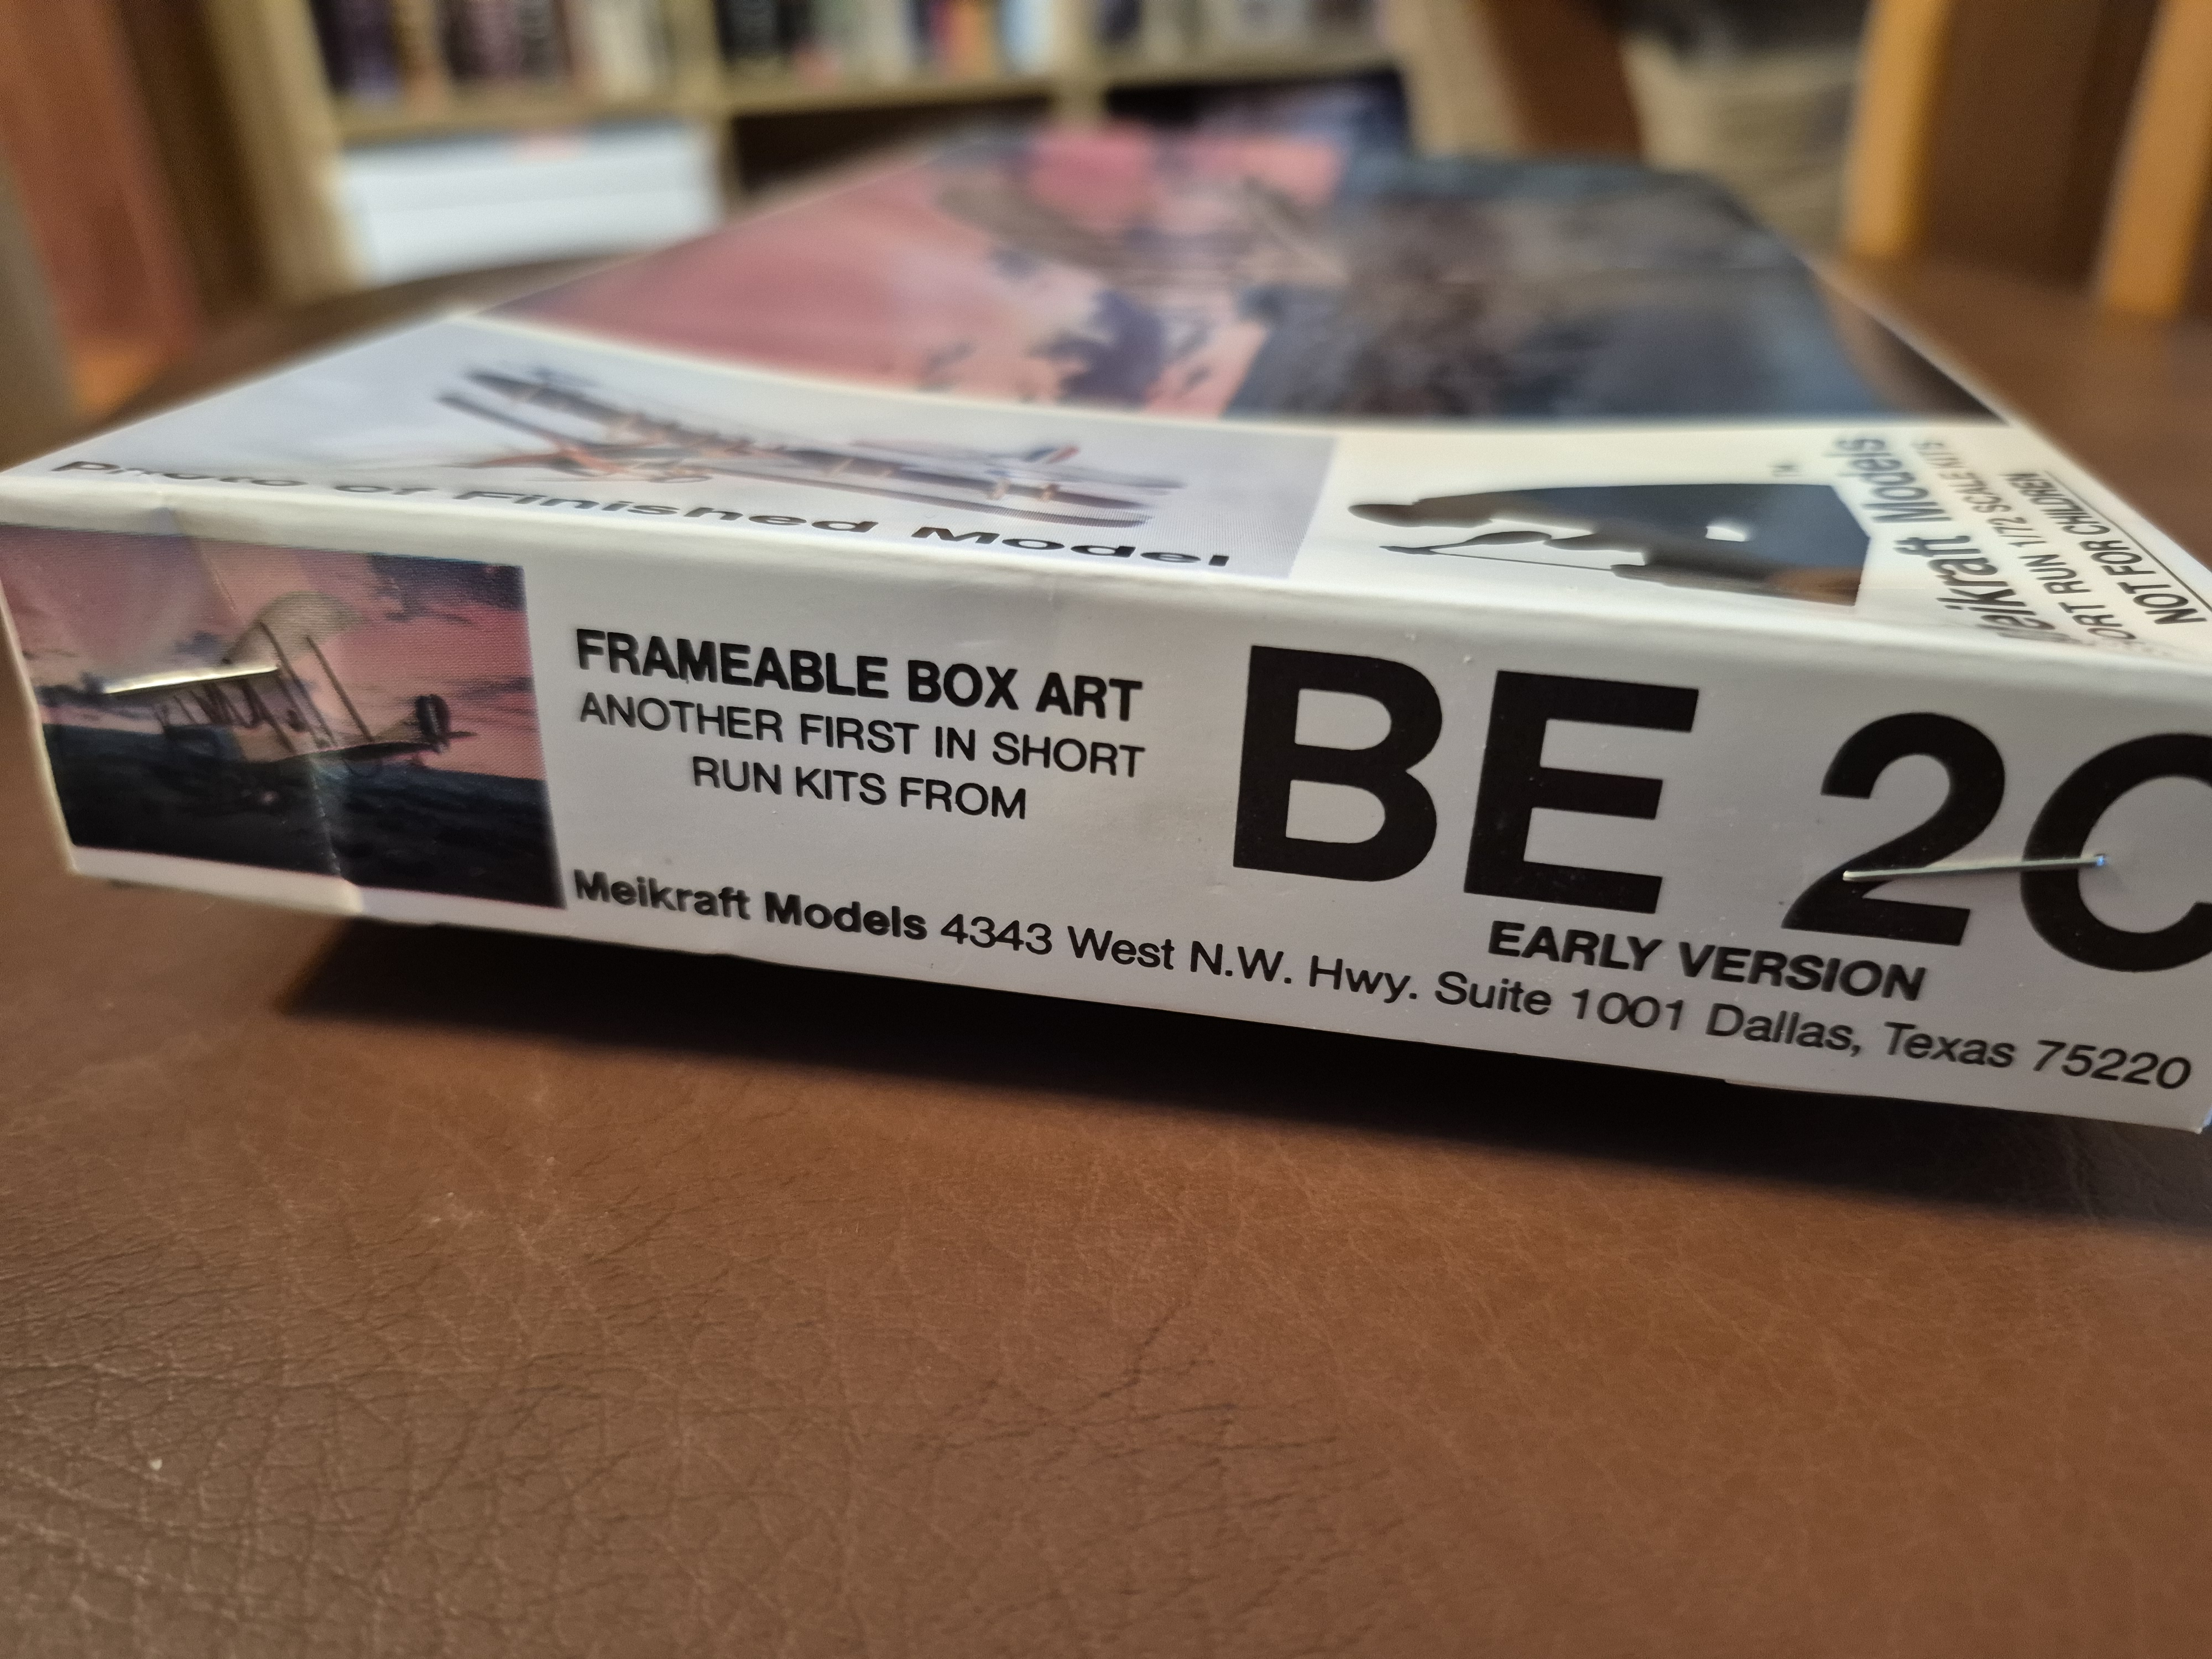 Photo of Finished Model
TM
Meikraft Models
SHORT RUN 1/72 SCALE KITS
NOT FOR CHILDREN
FRAMEABLE BOX ART
ANOTHER FIRST IN SHORT
RUN KITS FROM
BE 2C
EARLY VERSION
Meikraft Models 4343 West N.W. Hwy. Suite 1001 Dallas, Texas 75220